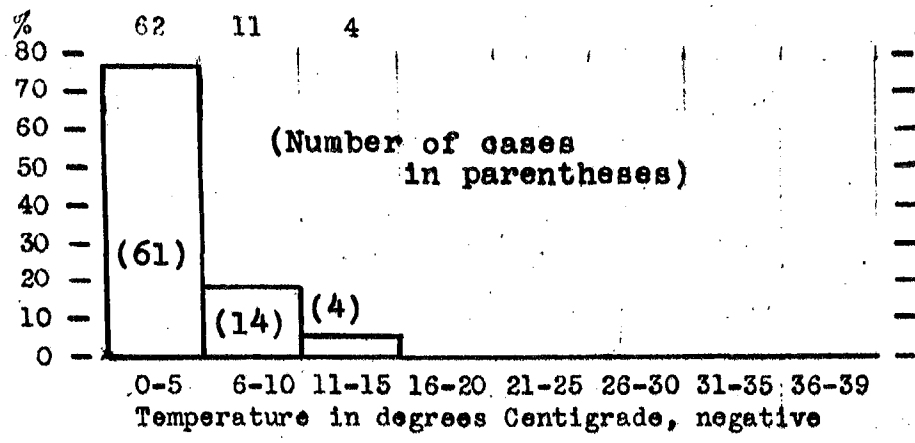 % 62 11 4
80
70
60
50
40
30
20
10
0
(Number of cases
in parentheses)
(61)
(14)
(4)
0-5 6-10 11-15 16-20 21-25 26-30 31-35 36-39
Temperature in degrees Centigrade, negative